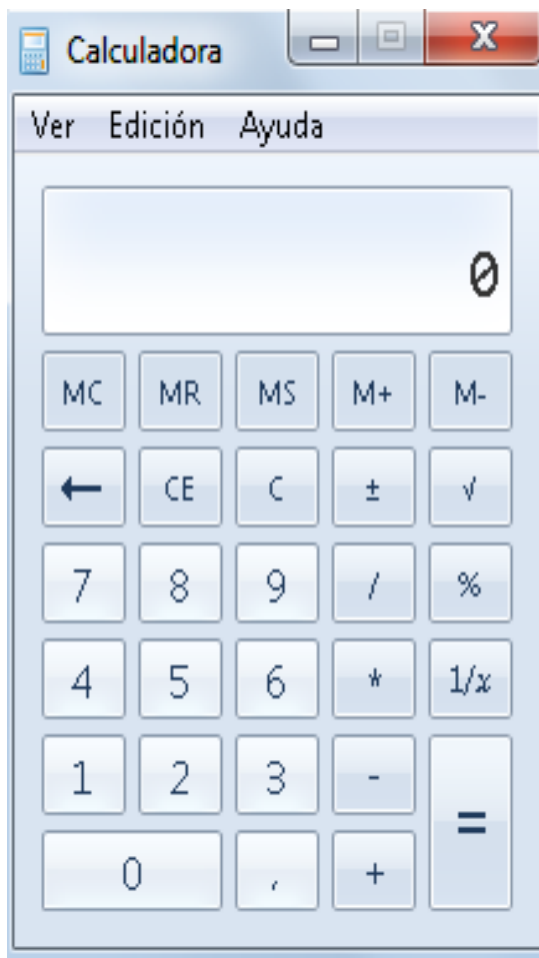 Calculadora
Ver Edición Ayuda
0
MC MR MS M+ M-
← CE C ± √
7 8 9 / %
4 5 6 * 1/x
1 2 3 - =
0 , +